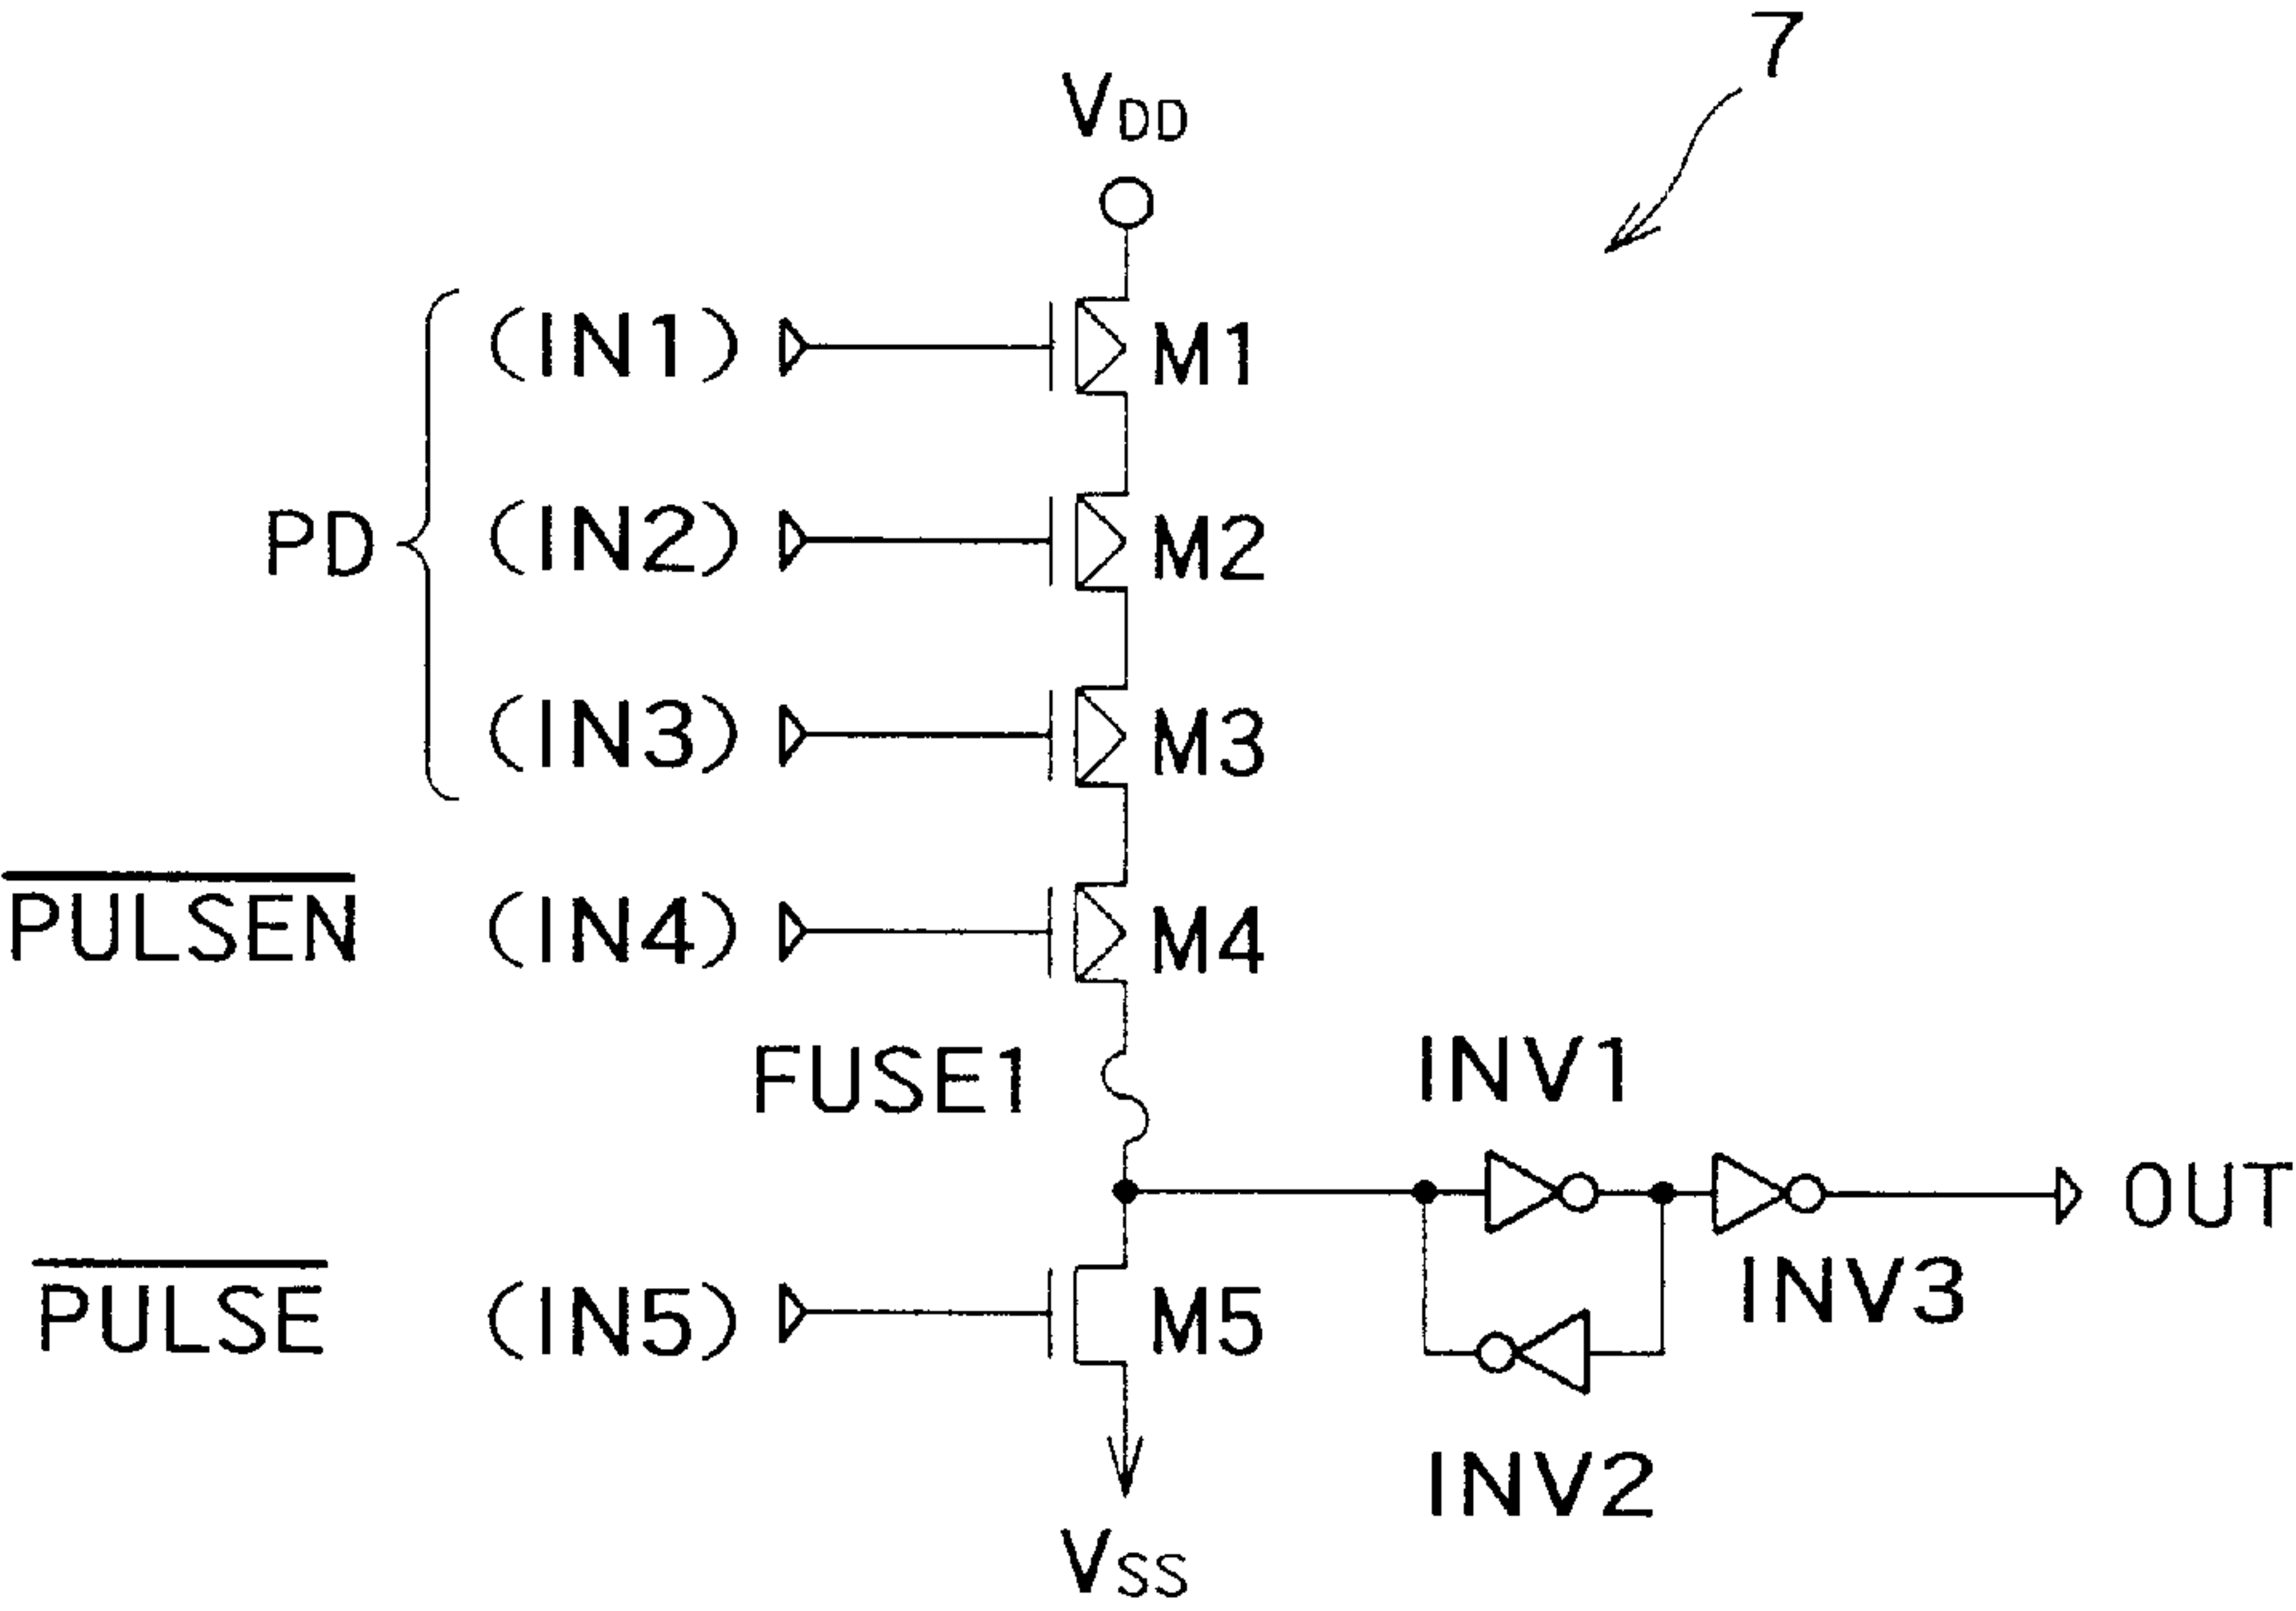 7
VDD
(IN1) M1
PD (IN2) M2
(IN3) M3
PULSEN (IN4) M4
FUSE1 INV1
OUT
PULSE (IN5) M5 INV3
INV2
VSS